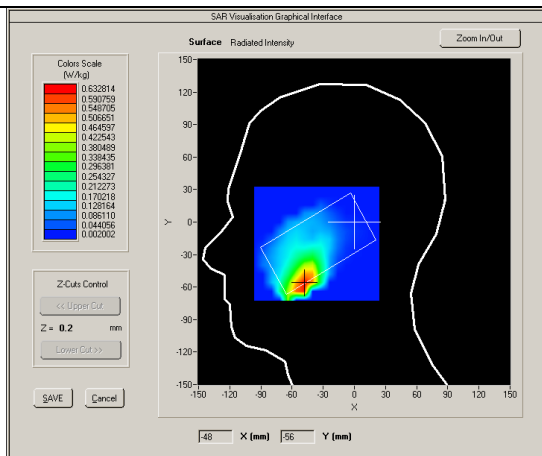 SAR Visualisation Graphical Interface
Surface Radiated Intensity
Zoom In/Out
Colors Scale
(W/kg)
0.632814
0.590759
0.548705
0.506651
0.464597
0.422543
0.380489
0.338435
0.296381
0.254327
0.212273
0.170218
0.128164
0.086110
0.044056
0.002002
150-
120-
90-
60-
30-
0-
-30-
-60-
-90-
-120-
-150-
Y
-150 -120 -90 -60 -30 0 30 60 90 120 150
X
Z-Cuts Control
<< Upper Cut
Z = 0.2 mm
Lower Cut >>
SAVE Cancel
-48 X (mm) -56 Y (mm)